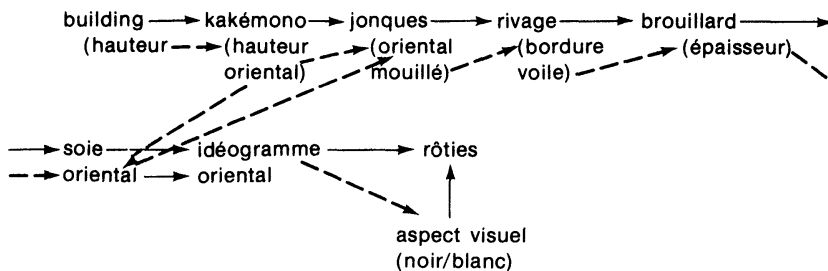 building kakémono jonques rivage brouillard
(hauteur (hauteur (oriental (bordure (épaisseur)
oriental) mouillé) voile)
soie idéogramme rôties
oriental oriental
aspect visuel
(noir/blanc)